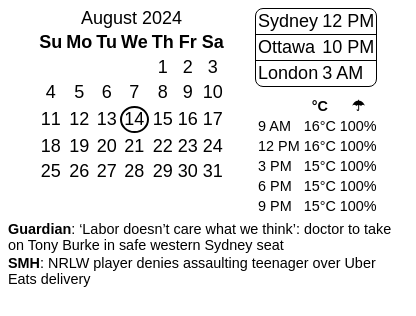 August 2024
Su Mo Tu We Th Fr Sa
1 2 3
4 5 6 7 8 9 10
11 12 13 14 15 16 17
18 19 20 21 22 23 24
25 26 27 28 29 30 31
Sydney 12 PM
Ottawa 10 PM
London 3 AM
°C ☂
9 AM 16°C 100%
12 PM 16°C 100%
3 PM 15°C 100%
6 PM 15°C 100%
9 PM 15°C 100%
Guardian: ‘Labor doesn’t care what we think’: doctor to take
on Tony Burke in safe western Sydney seat
SMH: NRLW player denies assaulting teenager over Uber
Eats delivery